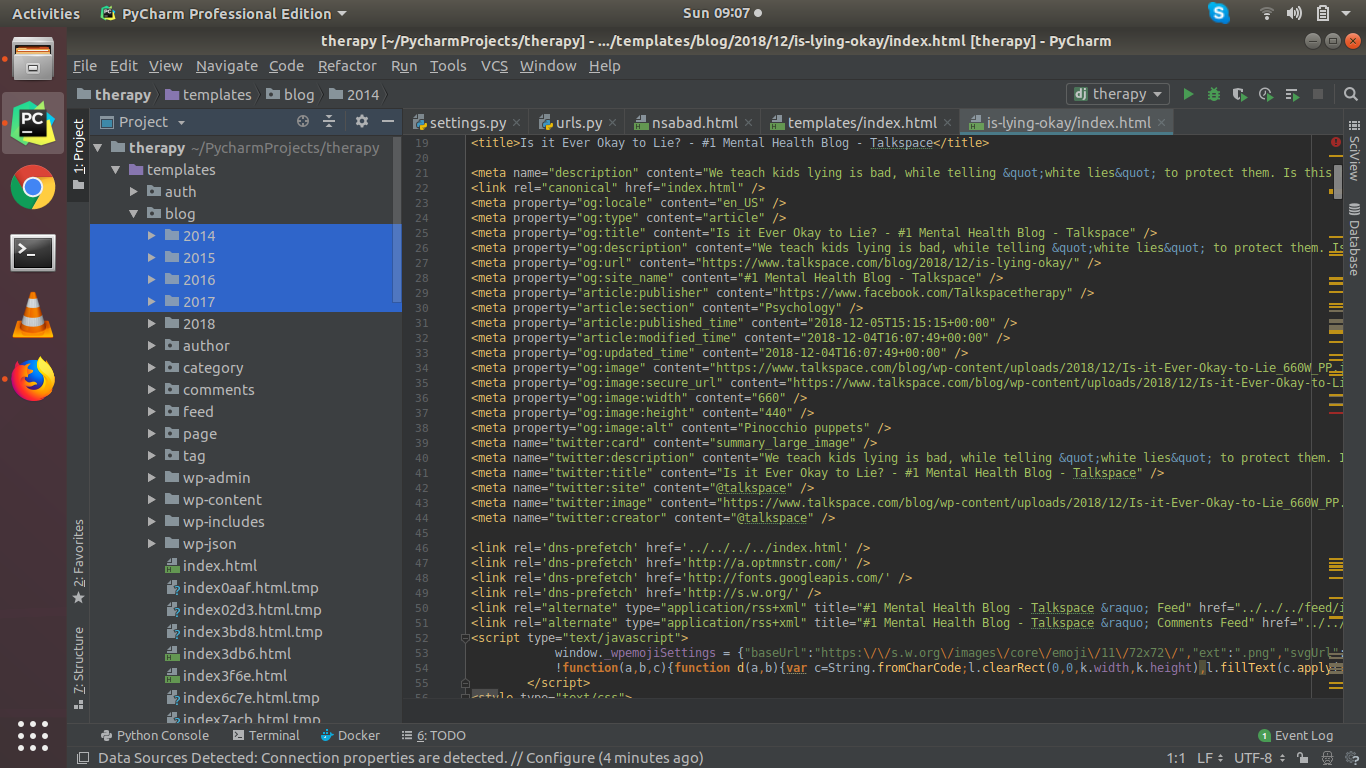 Activities
PyCharm Professional Edition
Sun 09:07
therapy [~/PycharmProjects/therapy] - .../templates/blog/2018/12/is-lying-okay/index.html [therapy] - PyCharm
File Edit View Navigate Code Refactor Run Tools VCS Window Help
therapy templates blog 2014
dj therapy
Project
settings.py
urls.py
nsabad.html
templates/index.html
is-lying-okay/index.html
1: Project
therapy ~/PycharmProjects/therapy
templates
auth
blog
2014
2015
2016
2017
2018
author
category
comments
feed
page
tag
wp-admin
wp-content
wp-includes
wp-json
index.html
index0aaf.html.tmp
index02d3.html.tmp
index3bd8.html.tmp
index3db6.html
index3f6e.html
index6c7e.html.tmp
index7acb.html.tmp
2: Favorites
7: Structure
19 <title>Is it Ever Okay to Lie? - #1 Mental Health Blog - Talkspace</title>
20
21 <meta name="description" content="We teach kids lying is bad, while telling &quot;white lies&quot; to protect them. Is this
22 <link rel="canonical" href="index.html" />
23 <meta property="og:locale" content="en_US" />
24 <meta property="og:type" content="article" />
25 <meta property="og:title" content="Is it Ever Okay to Lie? - #1 Mental Health Blog - Talkspace" />
26 <meta property="og:description" content="We teach kids lying is bad, while telling &quot;white lies&quot; to protect them. Is
27 <meta property="og:url" content="https://www.talkspace.com/blog/2018/12/is-lying-okay/" />
28 <meta property="og:site_name" content="#1 Mental Health Blog - Talkspace" />
29 <meta property="article:publisher" content="https://www.facebook.com/Talkspacetherapy" />
30 <meta property="article:section" content="Psychology" />
31 <meta property="article:published_time" content="2018-12-05T15:15:15+00:00" />
32 <meta property="article:modified_time" content="2018-12-04T16:07:49+00:00" />
33 <meta property="og:updated_time" content="2018-12-04T16:07:49+00:00" />
34 <meta property="og:image" content="https://www.talkspace.com/blog/wp-content/uploads/2018/12/Is-it-Ever-Okay-to-Lie_660W_PP.j
35 <meta property="og:image:secure_url" content="https://www.talkspace.com/blog/wp-content/uploads/2018/12/Is-it-Ever-Okay-to-Li
36 <meta property="og:image:width" content="660" />
37 <meta property="og:image:height" content="440" />
38 <meta property="og:image:alt" content="Pinocchio puppets" />
39 <meta name="twitter:card" content="summary_large_image" />
40 <meta name="twitter:description" content="We teach kids lying is bad, while telling &quot;white lies&quot; to protect them. I
41 <meta name="twitter:title" content="Is it Ever Okay to Lie? - #1 Mental Health Blog - Talkspace" />
42 <meta name="twitter:site" content="@talkspace" />
43 <meta name="twitter:image" content="https://www.talkspace.com/blog/wp-content/uploads/2018/12/Is-it-Ever-Okay-to-Lie_660W_PP.
44 <meta name="twitter:creator" content="@talkspace" />
45
46 <link rel='dns-prefetch' href='../../../../index.html' />
47 <link rel='dns-prefetch' href='http://a.optmnstr.com/' />
48 <link rel='dns-prefetch' href='http://fonts.googleapis.com/' />
49 <link rel='dns-prefetch' href='http://s.w.org/' />
50 <link rel="alternate" type="application/rss+xml" title="#1 Mental Health Blog - Talkspace &raquo; Feed" href="../../../feed/i
51 <link rel="alternate" type="application/rss+xml" title="#1 Mental Health Blog - Talkspace &raquo; Comments Feed" href="../../
52 <script type="text/javascript">
53 window._wpemojiSettings = {"baseUrl":"https:\/\/s.w.org\/images\/core\/emoji\/11\/72x72\/","ext":".png","svgUrl"
54 !function(a,b,c){function d(a,b){var c=String.fromCharCode;l.clearRect(0,0,k.width,k.height),l.fillText(c.apply
55 </script>
56 <style type="text/css">
SciView
Database
Python Console
Terminal
Docker
6: TODO
1 Event Log
Data Sources Detected: Connection properties are detected. // Configure (4 minutes ago)
1:1 LF UTF-8